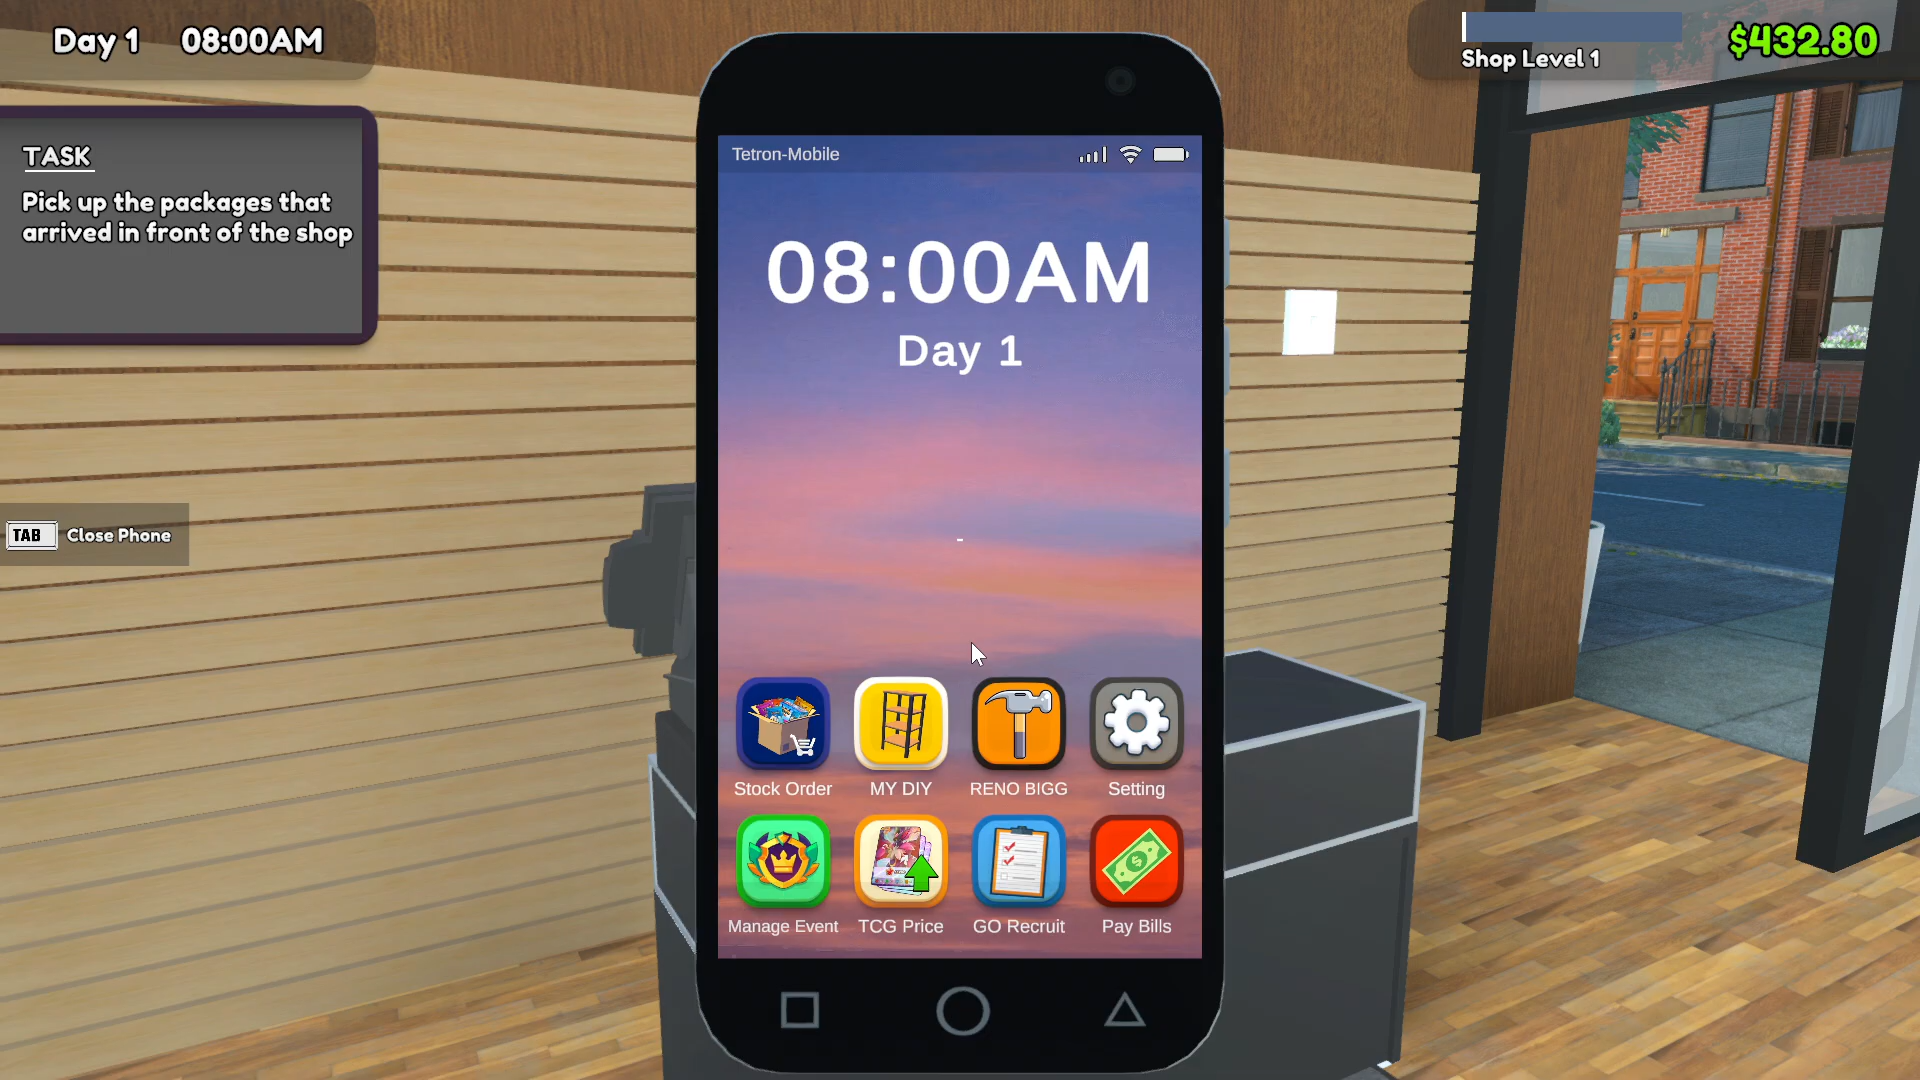 Day 1 08:00AM
Shop Level 1
$432.80
TASK
Pick up the packages that
arrived in front of the shop
TAB Close Phone
Tetron-Mobile
08:00AM
Day 1
Stock Order
MY DIY
RENO BIGG
Setting
Manage Event
TCG Price
GO Recruit
Pay Bills